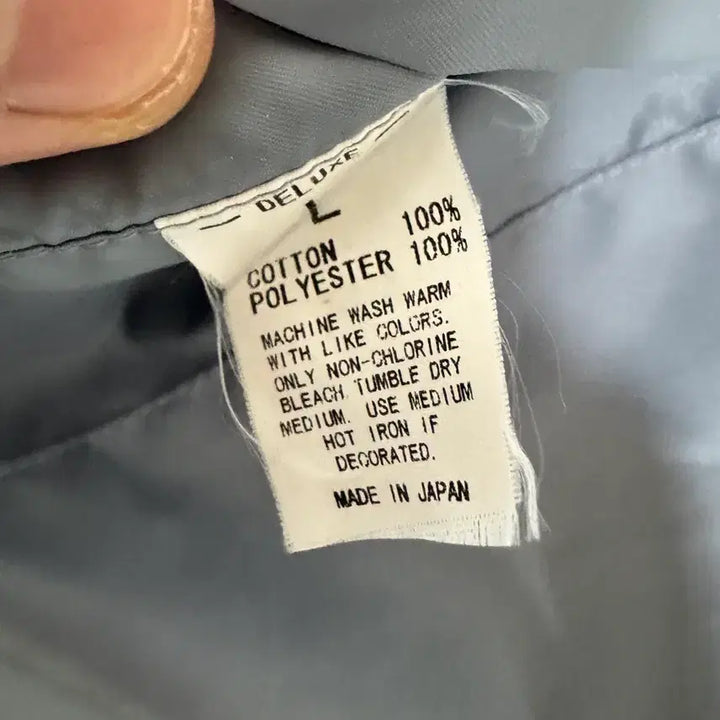 — DELUXE —
L
COTTON 100%
POLYESTER 100%
MACHINE WASH WARM
WITH LIKE COLORS.
ONLY NON-CHLORINE
BLEACH. TUMBLE DRY
MEDIUM. USE MEDIUM
HOT IRON IF
DECORATED.
MADE IN JAPAN